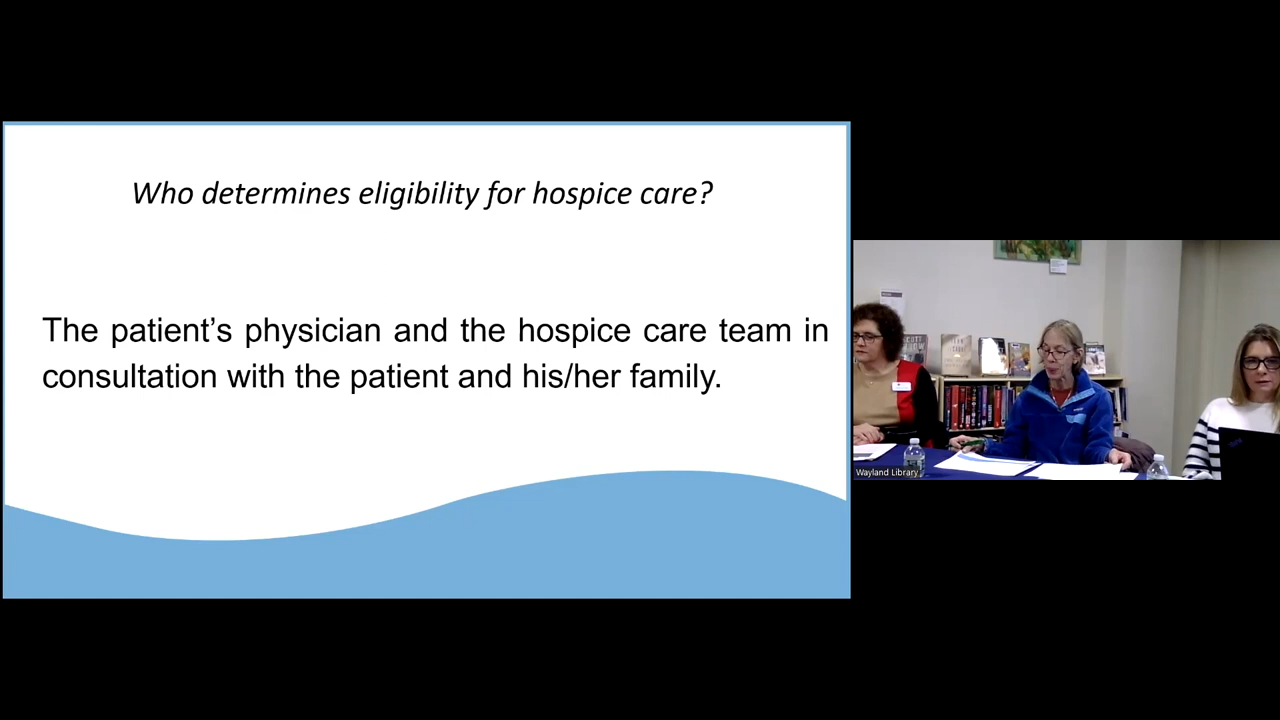 Who determines eligibility for hospice care?
The patient's physician and the hospice care team in
consultation with the patient and his/her family.
Wayland Library